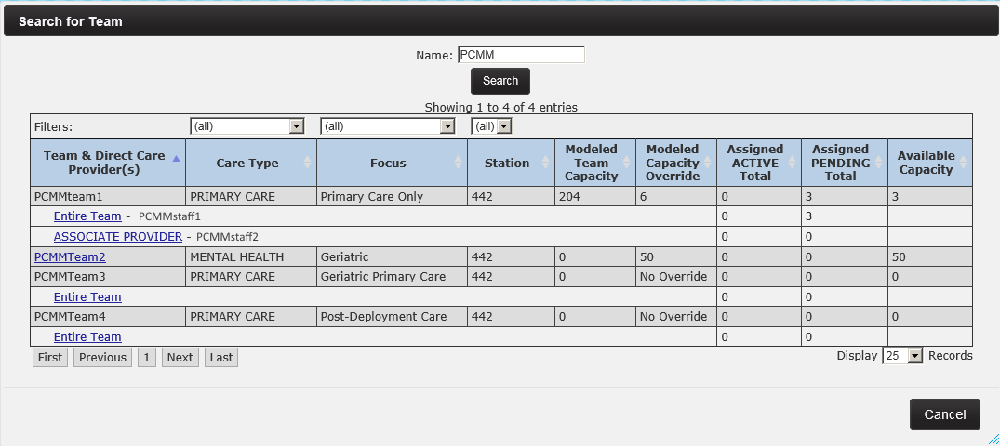 Search for Team
Name: PCMM
Search
Showing 1 to 4 of 4 entries
Filters: (all) (all) (all)
Team & Direct Care Provider(s) Care Type Focus Station Modeled Team Capacity Modeled Capacity Override Assigned ACTIVE Total Assigned PENDING Total Available Capacity
PCMMteam1 PRIMARY CARE Primary Care Only 442 204 6 0 3 3
Entire Team - PCMMstaff1 0 3
ASSOCIATE PROVIDER - PCMMstaff2 0 0
PCMMTeam2 MENTAL HEALTH Geriatric 442 0 50 0 0 50
PCMMTeam3 PRIMARY CARE Geriatric Primary Care 442 0 No Override 0 0 0
Entire Team 0 0
PCMMTeam4 PRIMARY CARE Post-Deployment Care 442 0 No Override 0 0 0
Entire Team 0 0
First Previous 1 Next Last Display 25 Records
Cancel